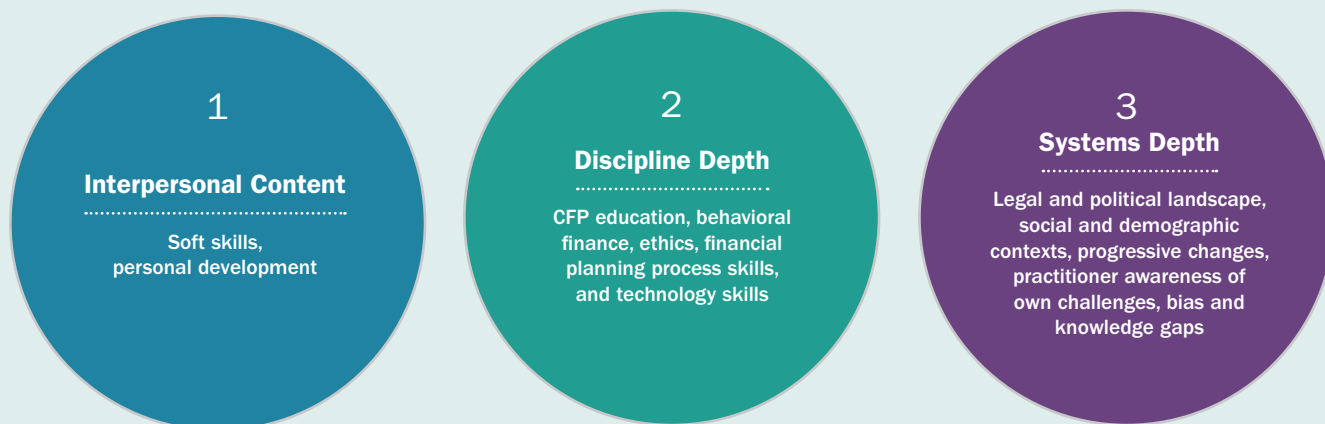 1
Interpersonal Content
Soft skills,
personal development
2
Discipline Depth
CFP education, behavioral
finance, ethics, financial
planning process skills,
and technology skills
3
Systems Depth
Legal and political landscape,
social and demographic
contexts, progressive changes,
practitioner awareness of
own challenges, bias and
knowledge gaps